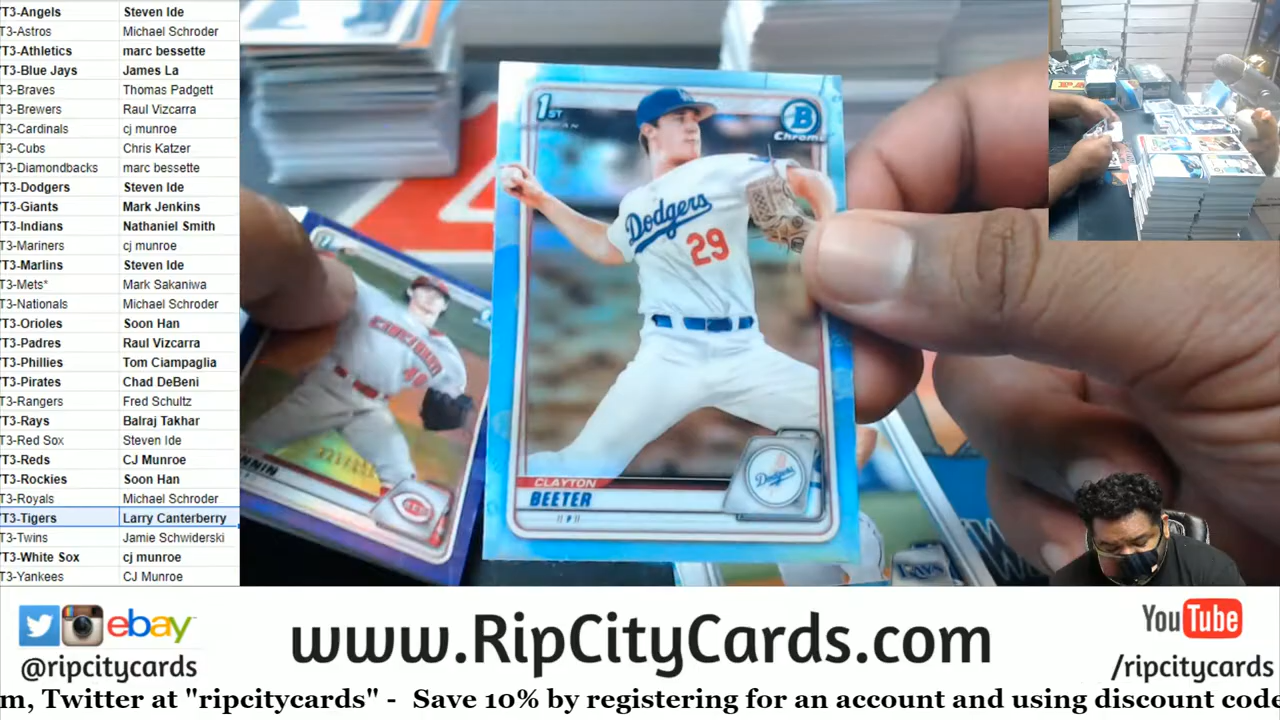 T3-Angels Steven Ide
T3-Astros Michael Schroder
T3-Athletics marc bessette
T3-Blue Jays James La
T3-Braves Thomas Padgett
T3-Brewers Raul Vizcarra
T3-Cardinals cj munroe
T3-Cubs Chris Katzer
T3-Diamondbacks marc bessette
T3-Dodgers Steven Ide
T3-Giants Mark Jenkins
T3-Indians Nathaniel Smith
T3-Mariners cj munroe
T3-Marlins Steven Ide
T3-Mets* Mark Sakaniwa
T3-Nationals Michael Schroder
T3-Orioles Soon Han
T3-Padres Raul Vizcarra
T3-Phillies Tom Ciampaglia
T3-Pirates Chad DeBeni
T3-Rangers Fred Schultz
T3-Rays Balraj Takhar
T3-Red Sox Steven Ide
T3-Reds CJ Munroe
T3-Rockies Soon Han
T3-Royals Michael Schroder
T3-Tigers Larry Canterberry
T3-Twins Jamie Schwiderski
T3-White Sox cj munroe
T3-Yankees CJ Munroe
1ST
B
Chrome
Dodgers
29
CLAYTON
BEETER
Dodgers
CINCINNATI
NNIN
ebay
@ripcitycards
www.RipCityCards.com
YouTube
/ripcitycards
m, Twitter at "ripcitycards" - Save 10% by registering for an account and using discount code